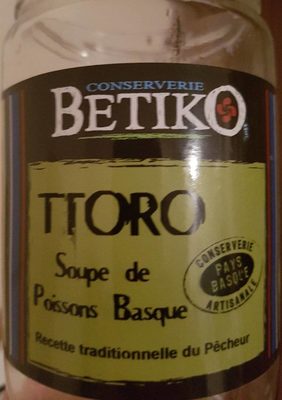 CONSERVERIE
BETIKO
TTORO
Soupe de
Poissons Basque
CONSERVERIE
PAYS
BASQUE
ARTISANALE
Recette traditionnelle du Pêcheur